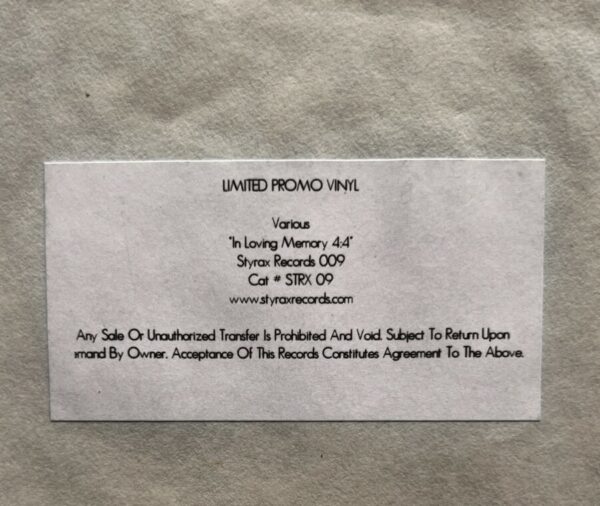 LIMITED PROMO VINYL
Various
"In Loving Memory 4:4"
Styrax Records 009
Cat # STRX 09
www.styraxrecords.com
Any Sale Or Unauthorized Transfer Is Prohibited And Void. Subject To Return Upon
emand By Owner. Acceptance Of This Records Constitutes Agreement To The Above.